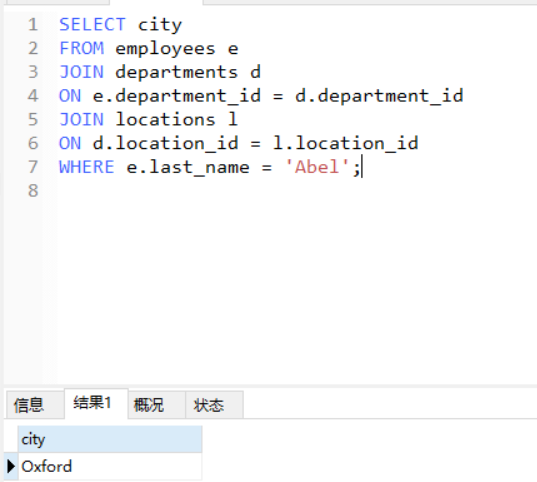 1 SELECT city
2 FROM employees e
3 JOIN departments d
4 ON e.department_id = d.department_id
5 JOIN locations l
6 ON d.location_id = l.location_id
7 WHERE e.last_name = 'Abel';
8
信息 结果1 概况 状态
city
Oxford